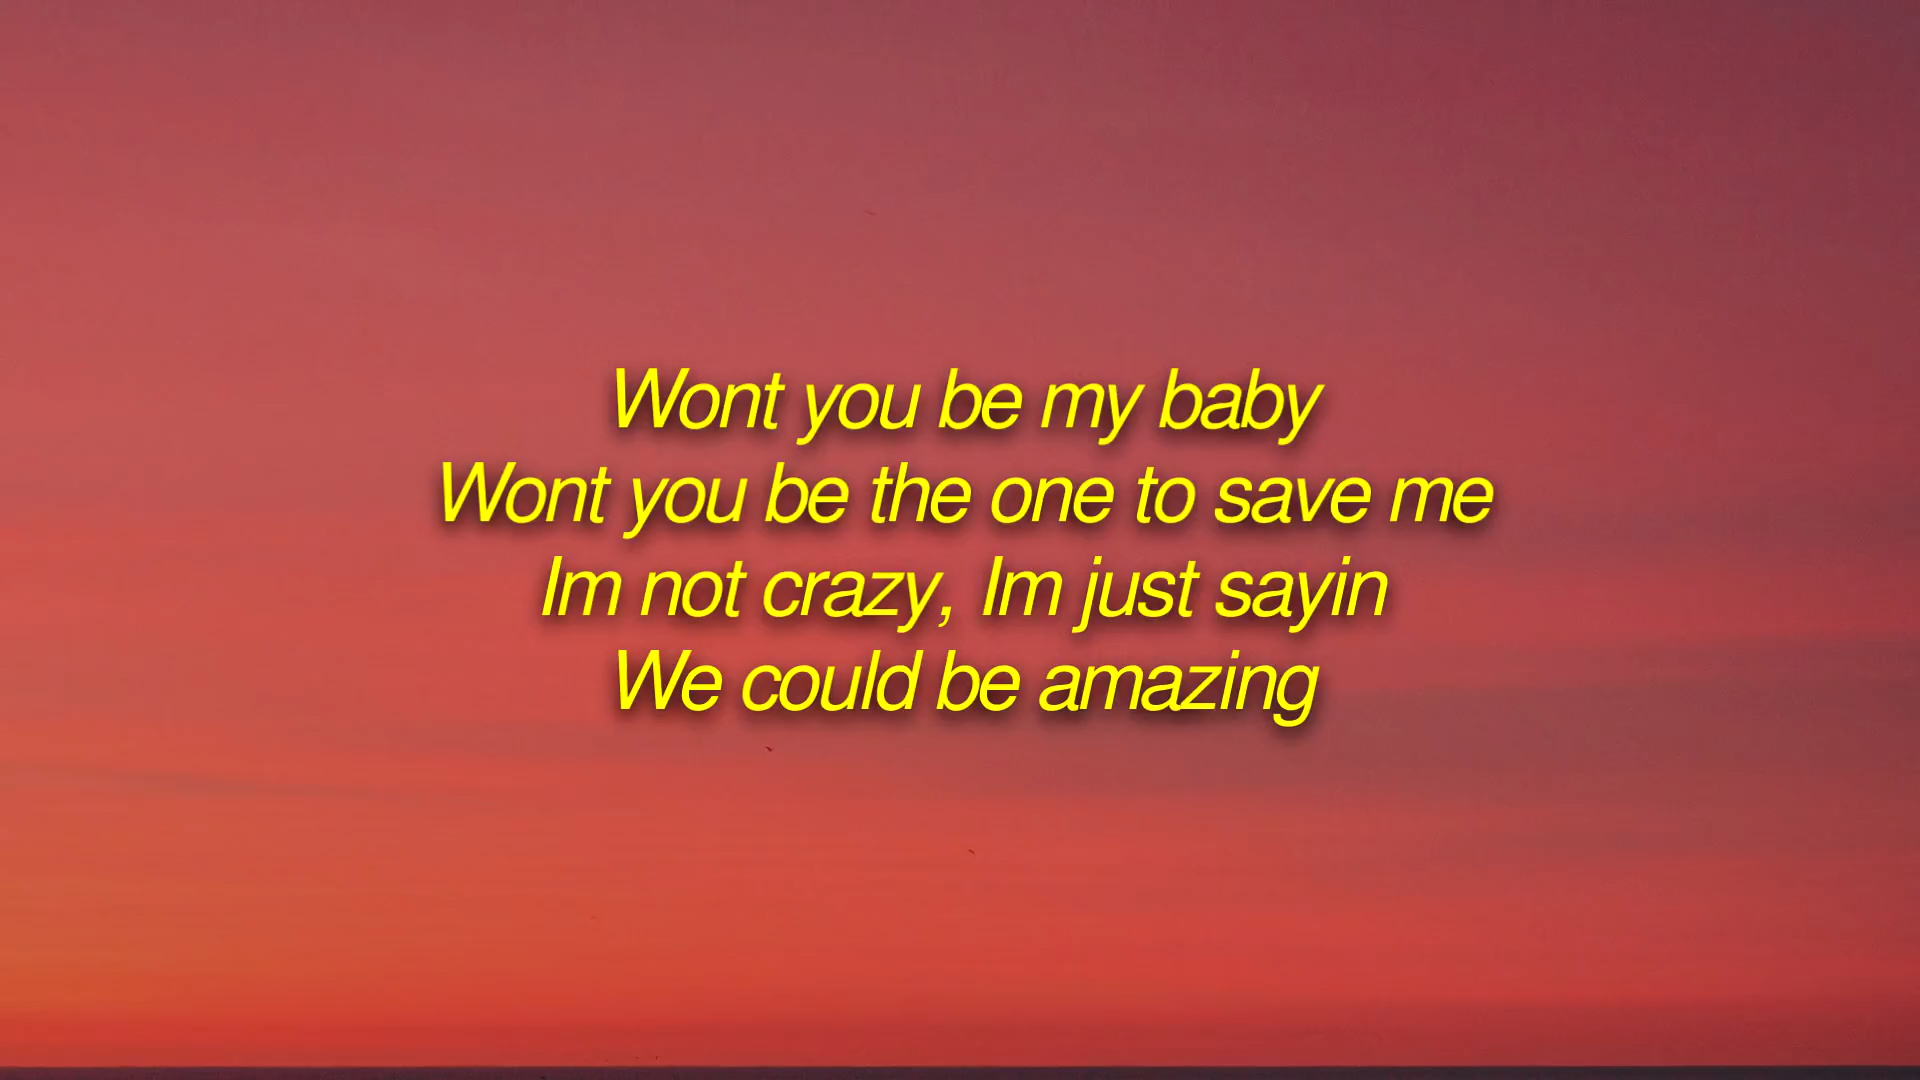 Wont you be my baby
Wont you be the one to save me
Im not crazy, Im just sayin
We could be amazing